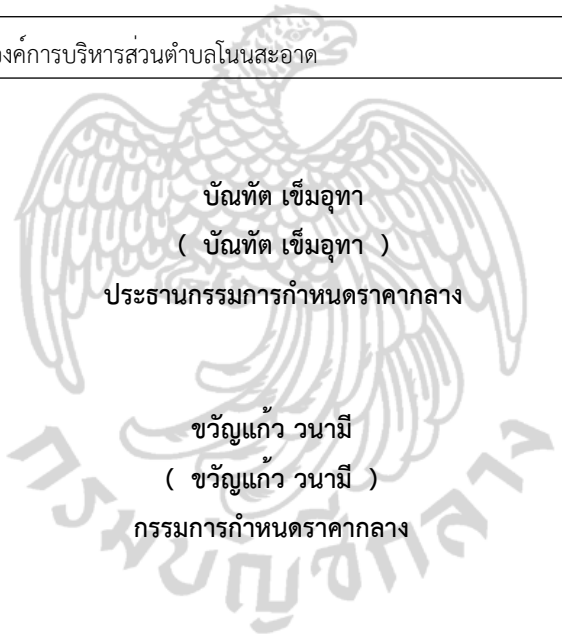 องค์การบริหารส่วนตำบลโนนสะอาด
บัณทัต เข็มอุทา
( บัณทัต เข็มอุทา )
ประธานกรรมการกำหนดราคากลาง
ขวัญแก้ว วนามี
( ขวัญแก้ว วนามี )
กรรมการกำหนดราคากลาง
กรมบัญชีกลาง